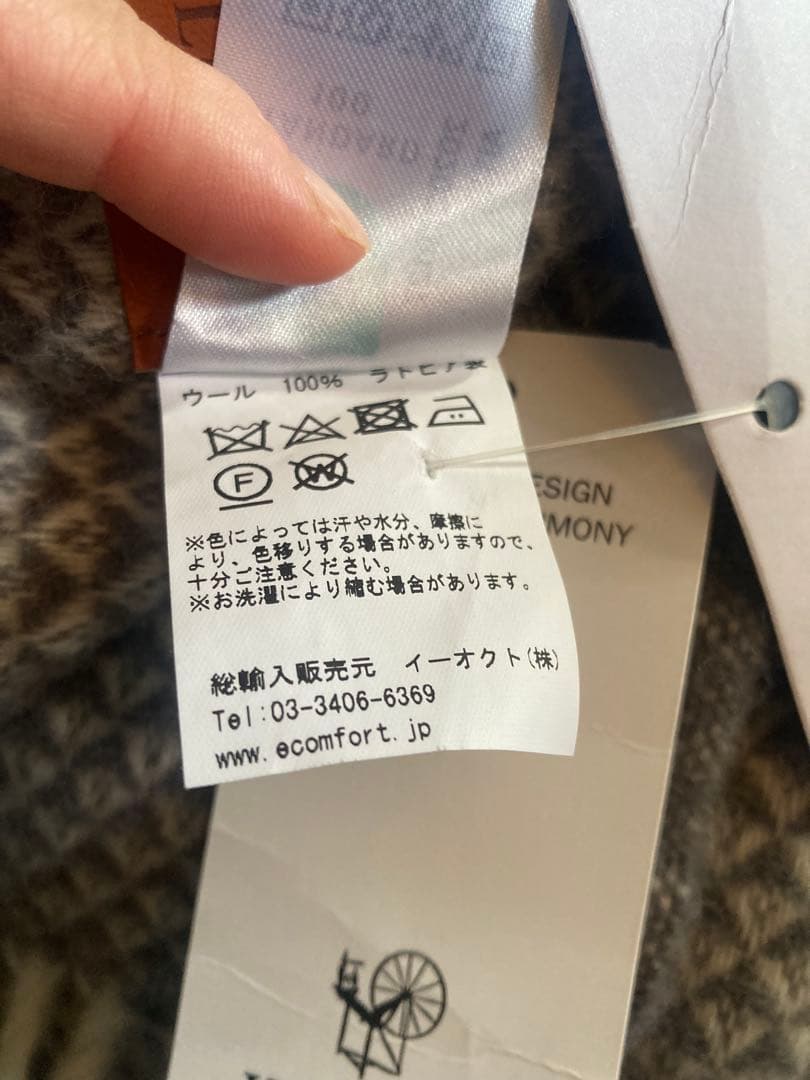 ウール 100% ラトビア製
Ⓕ Ⓦ
※色によっては汗や水分、摩擦に
より、色移りする場合がありますので、
十分ご注意ください。
※お洗濯により縮む場合があります。
総輸入販売元 イーオクト(株)
Tel:03-3406-6369
www.ecomfort.jp
ESIGN
MONY
100
STANDARD